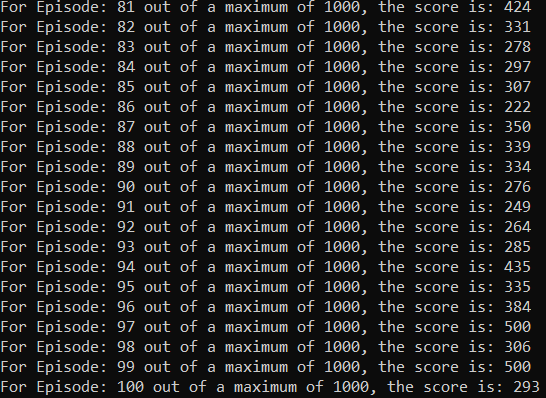 For Episode: 81 out of a maximum of 1000, the score is: 424
For Episode: 82 out of a maximum of 1000, the score is: 331
For Episode: 83 out of a maximum of 1000, the score is: 278
For Episode: 84 out of a maximum of 1000, the score is: 297
For Episode: 85 out of a maximum of 1000, the score is: 307
For Episode: 86 out of a maximum of 1000, the score is: 222
For Episode: 87 out of a maximum of 1000, the score is: 350
For Episode: 88 out of a maximum of 1000, the score is: 339
For Episode: 89 out of a maximum of 1000, the score is: 334
For Episode: 90 out of a maximum of 1000, the score is: 276
For Episode: 91 out of a maximum of 1000, the score is: 249
For Episode: 92 out of a maximum of 1000, the score is: 264
For Episode: 93 out of a maximum of 1000, the score is: 285
For Episode: 94 out of a maximum of 1000, the score is: 435
For Episode: 95 out of a maximum of 1000, the score is: 335
For Episode: 96 out of a maximum of 1000, the score is: 384
For Episode: 97 out of a maximum of 1000, the score is: 500
For Episode: 98 out of a maximum of 1000, the score is: 306
For Episode: 99 out of a maximum of 1000, the score is: 500
For Episode: 100 out of a maximum of 1000, the score is: 293